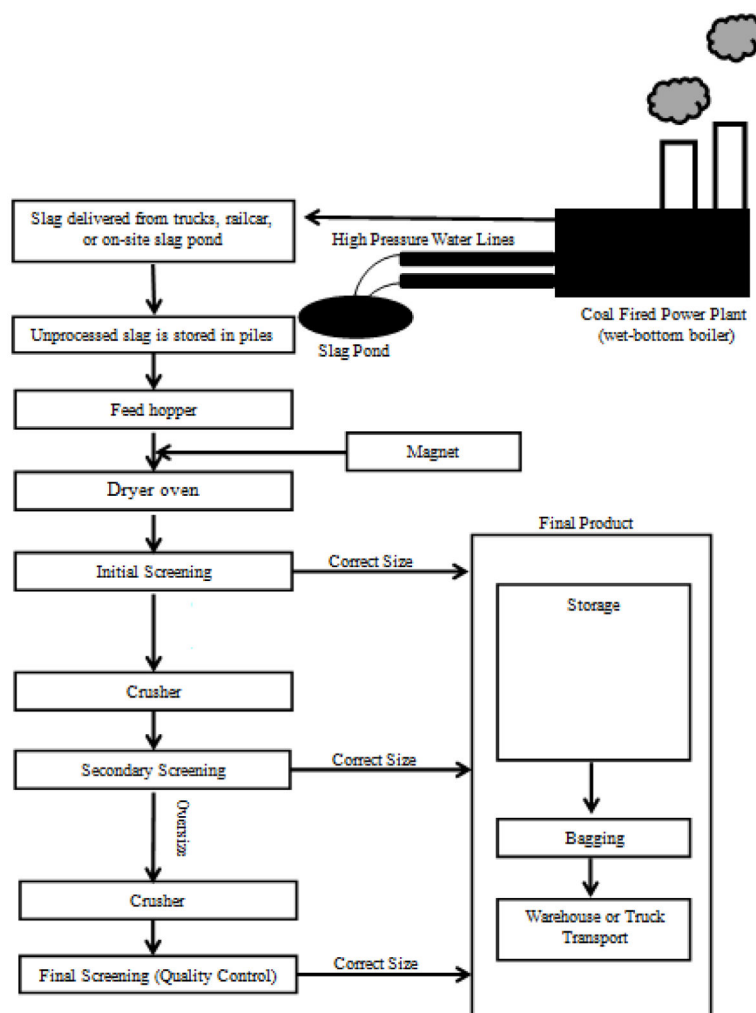 Slag delivered from trucks, railcar,
or on-site slag pond
High Pressure Water Lines
Coal Fired Power Plant
(wet-bottom boiler)
Slag Pond
Unprocessed slag is stored in piles
Feed hopper
Magnet
Dryer oven
Final Product
Initial Screening
Correct Size
Storage
Crusher
Secondary Screening
Correct Size
Oversize
Bagging
Crusher
Warehouse or Truck
Transport
Final Screening (Quality Control)
Correct Size